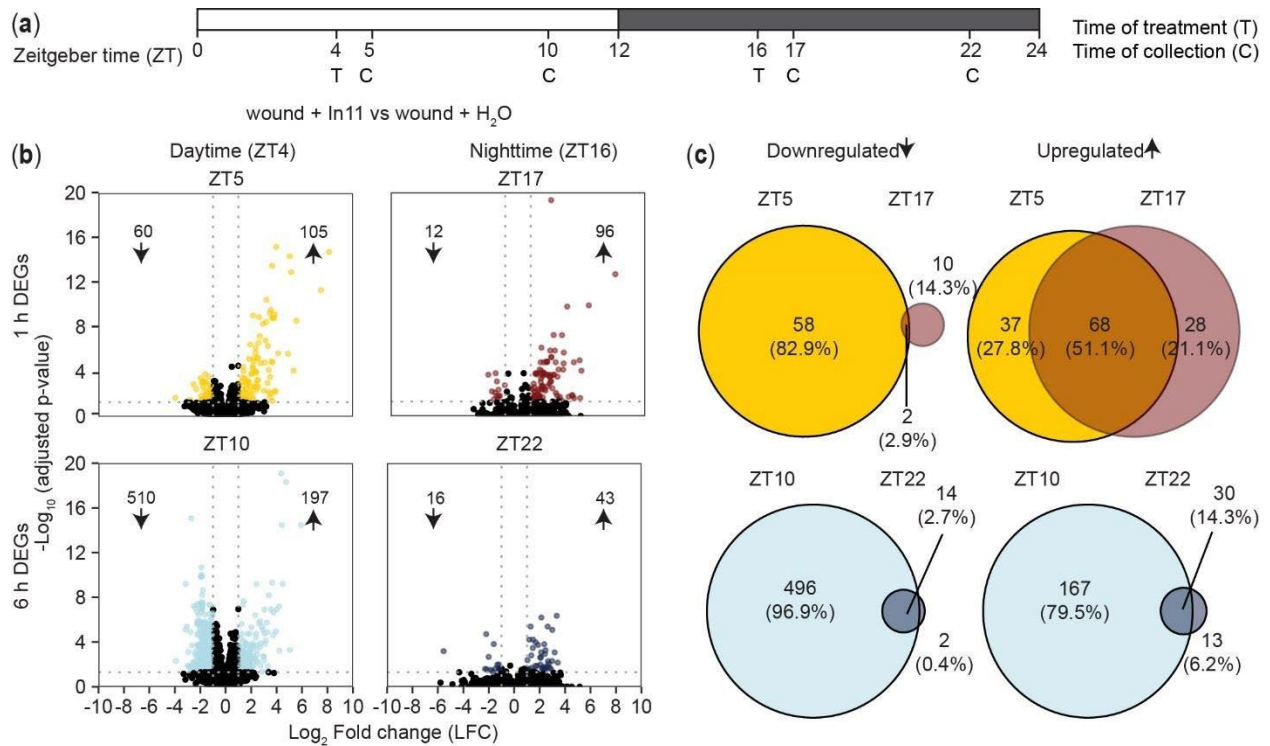 (a)
Zeitgeber time (ZT)
0 4 5 10 12 16 17 22 24
T C C T C C
Time of treatment (T)
Time of collection (C)
wound + In11 vs wound + H₂O
(b)
Daytime (ZT4) Nighttime (ZT16)
ZT5 ZT17
1 h DEGs
6 h DEGs
-Log₁₀ (adjusted p-value)
20
16
12
8
4
0
60 105
12 96
ZT10 ZT22
20
16
12
8
4
0
510 197
16 43
-10 -8 -6 -4 -2 0 2 4 6 8 10
-10 -8 -6 -4 -2 0 2 4 6 8 10
Log₂ Fold change (LFC)
(c)
Downregulated Upregulated
ZT5 ZT17 ZT5 ZT17
58
(82.9%)
10
(14.3%)
2
(2.9%)
37
(27.8%)
68
(51.1%)
28
(21.1%)
ZT10 ZT22 ZT10 ZT22
496
(96.9%)
14
(2.7%)
2
(0.4%)
167
(79.5%)
30
(14.3%)
13
(6.2%)